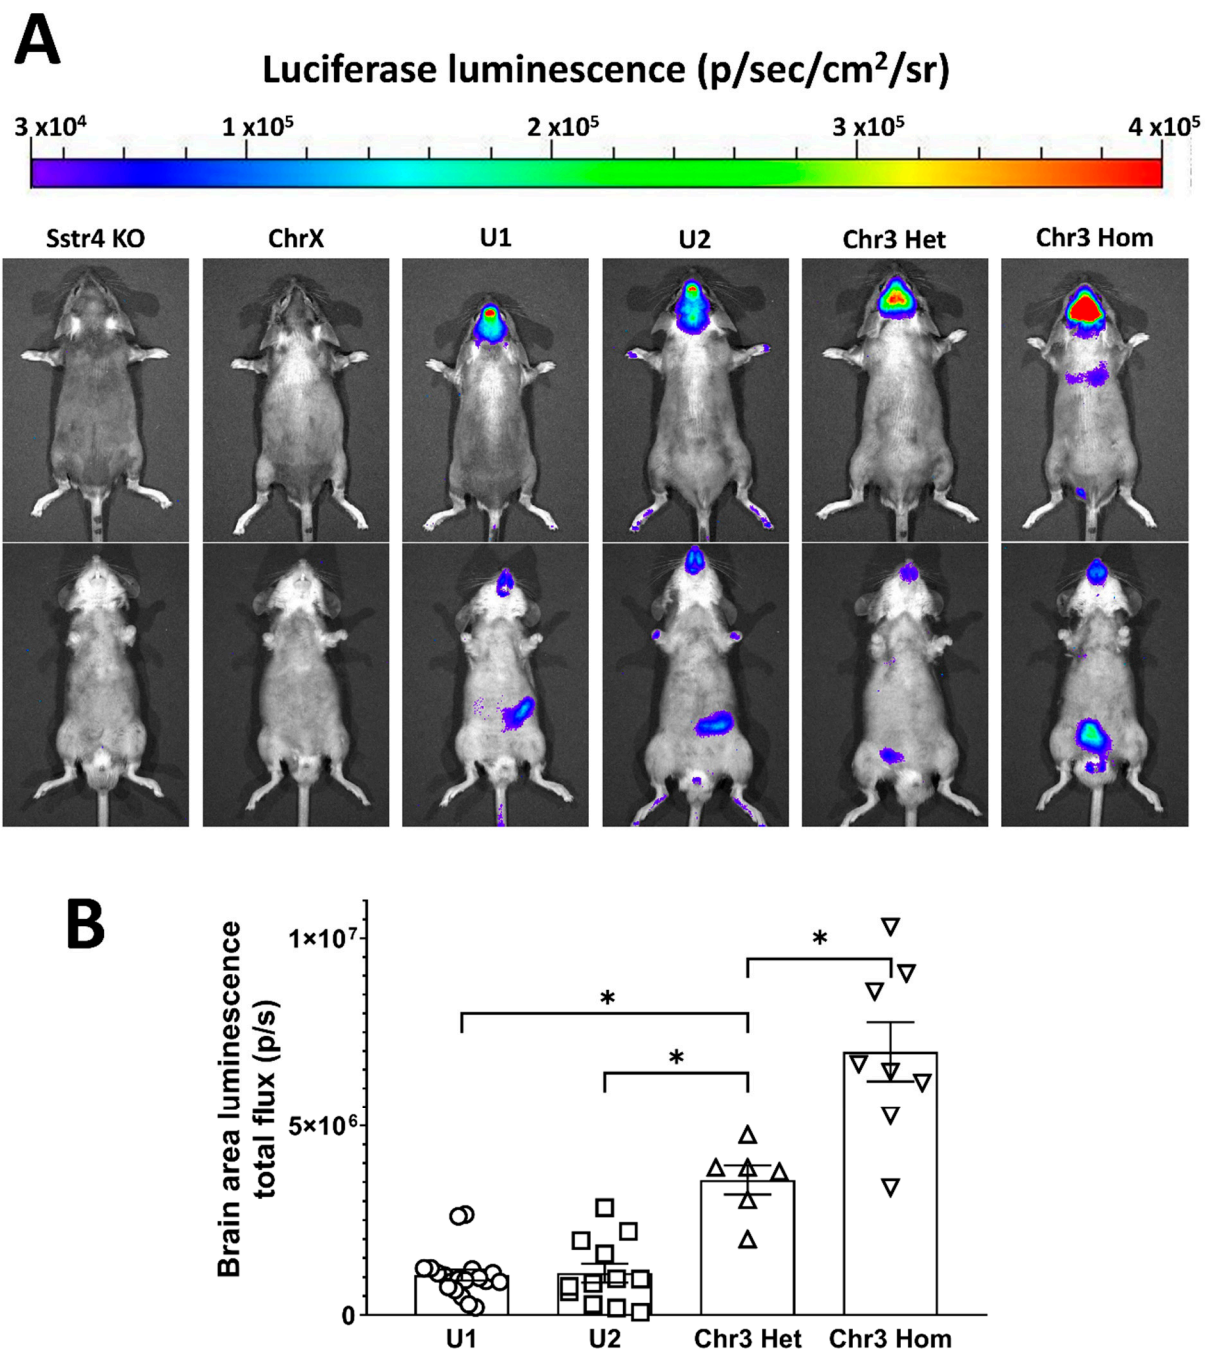 A
Luciferase luminescence (p/sec/cm²/sr)
3 x10⁴ 1 x10⁵ 2 x10⁵ 3 x10⁵ 4 x10⁵
Sstr4 KO ChrX U1 U2 Chr3 Het Chr3 Hom
B
Brain area luminescence
total flux (p/s)
1×10⁷
5×10⁶
0
*
*
*
U1 U2 Chr3 Het Chr3 Hom